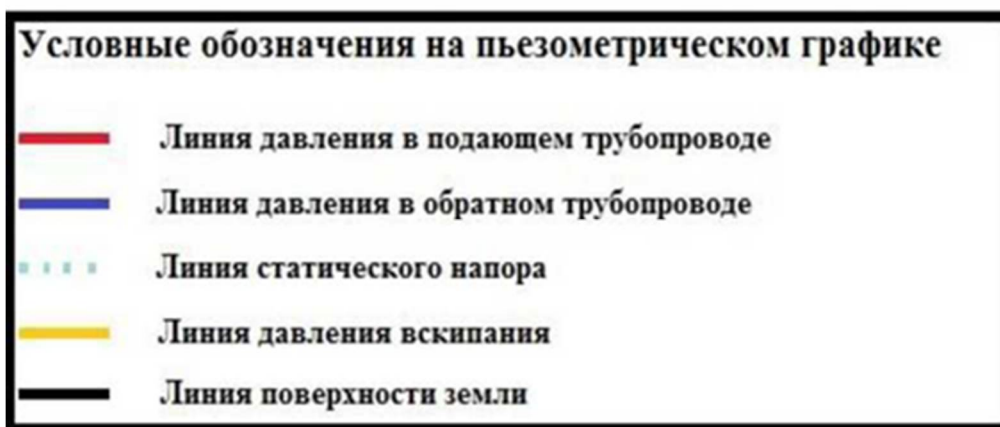 Условные обозначения на пьезометрическом графике
Линия давления в подающем трубопроводе
Линия давления в обратном трубопроводе
Линия статического напора
Линия давления вскипания
Линия поверхности земли